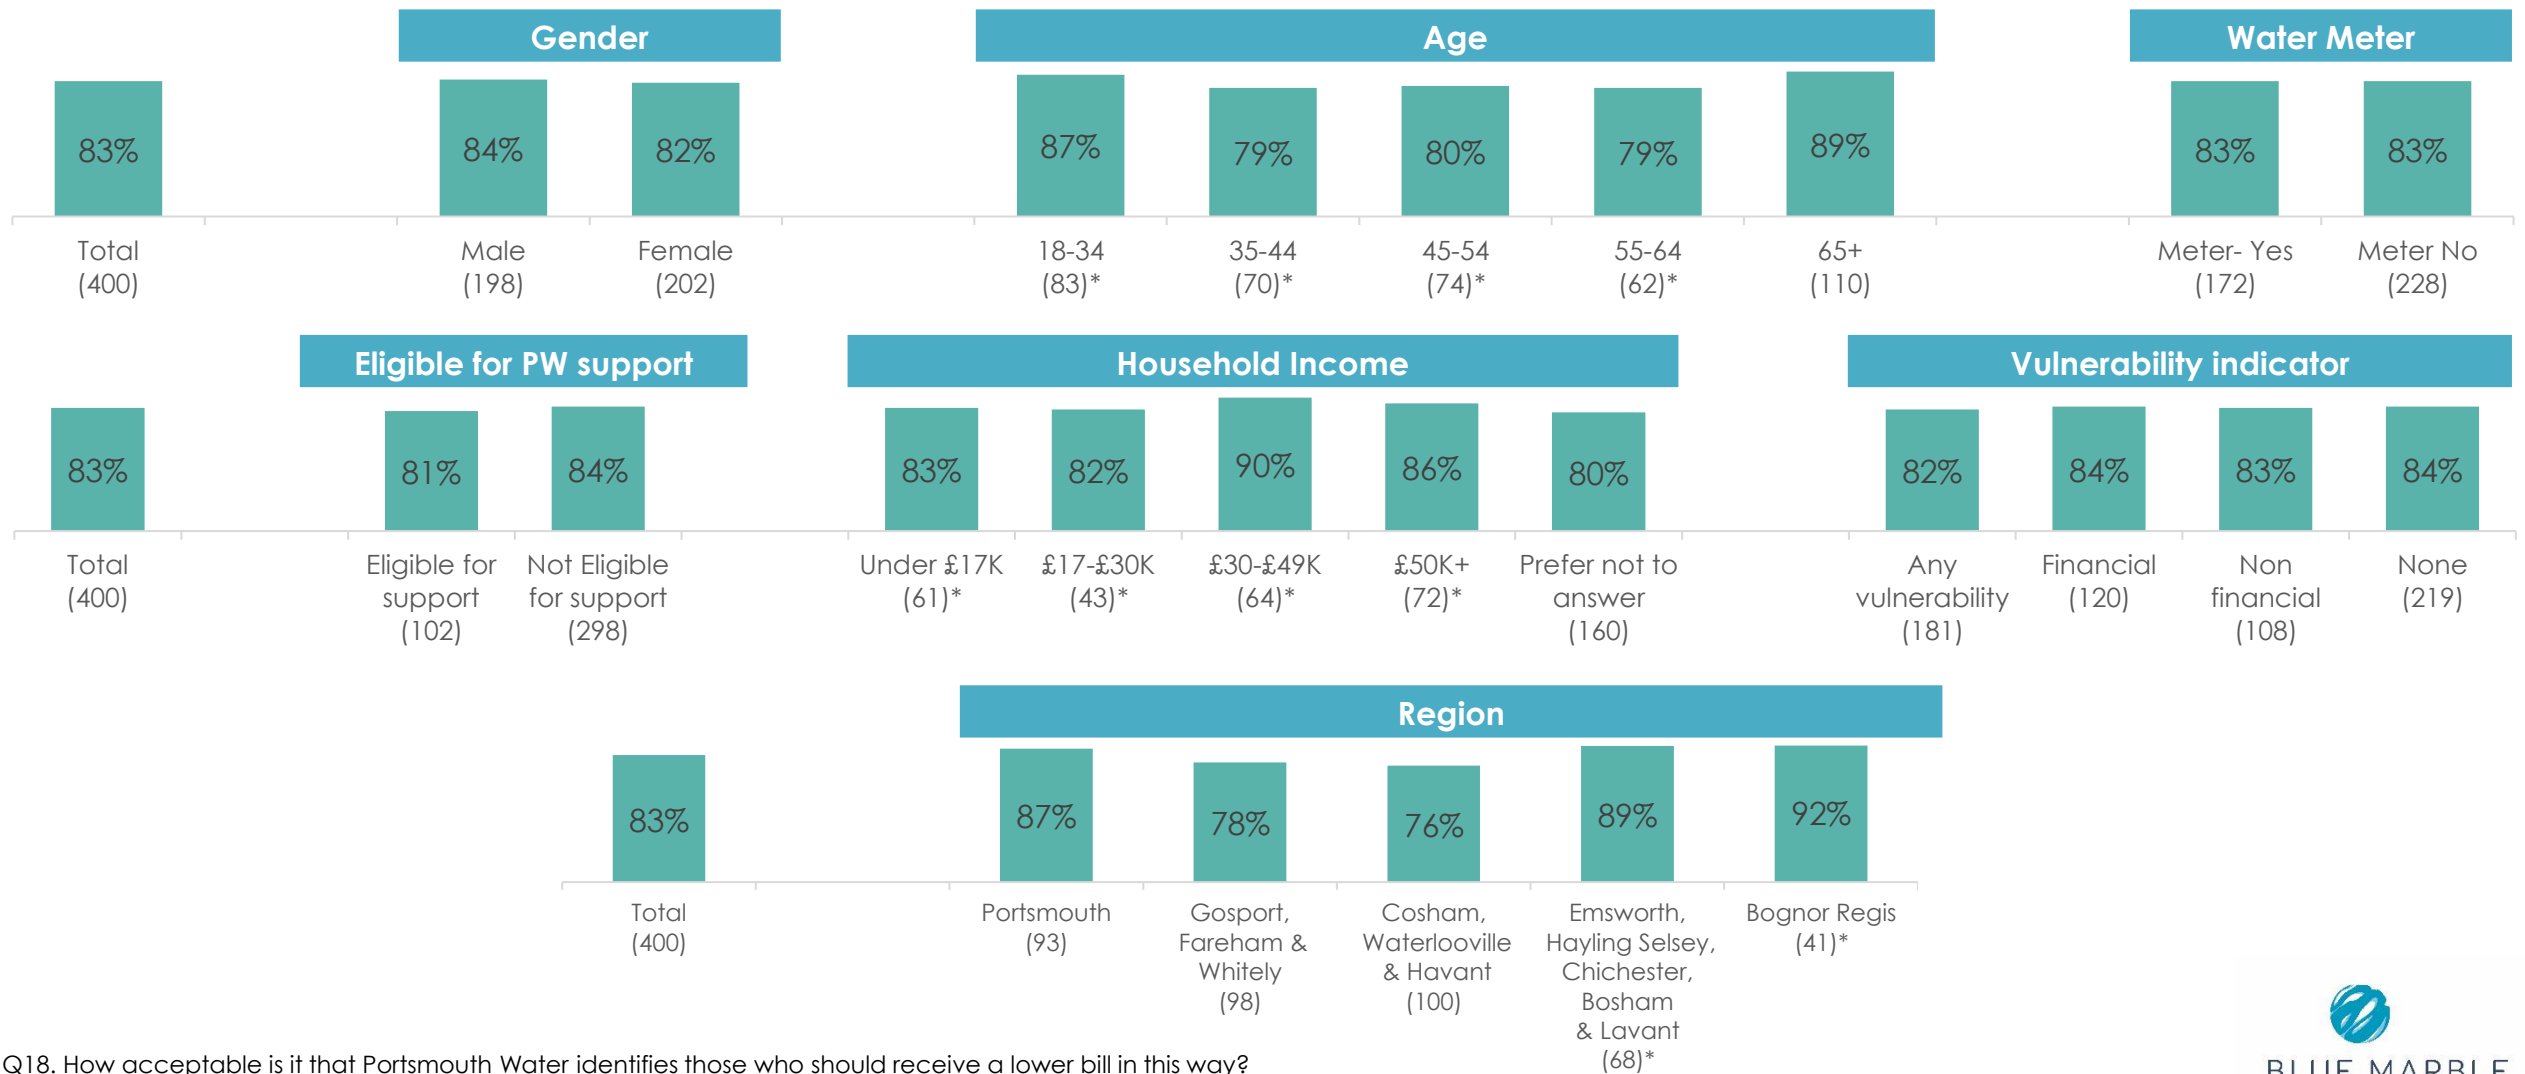 Gender
Age
Water Meter
83%
84%
82%
87%
79%
80%
79%
89%
83%
83%
Total
(400)
Male
(198)
Female
(202)
18-34
(83)*
35-44
(70)*
45-54
(74)*
55-64
(62)*
65+
(110)
Meter- Yes
(172)
Meter No
(228)
Eligible for PW support
Household Income
Vulnerability indicator
83%
81%
84%
83%
82%
90%
86%
80%
82%
84%
83%
84%
Total
(400)
Eligible for
support
(102)
Not Eligible
for support
(298)
Under £17K
(61)*
£17-£30K
(43)*
£30-£49K
(64)*
£50K+
(72)*
Prefer not to
answer
(160)
Any
vulnerability
(181)
Financial
(120)
Non
financial
(108)
None
(219)
Region
83%
87%
78%
76%
89%
92%
Total
(400)
Portsmouth
(93)
Gosport,
Fareham &
Whitely
(98)
Cosham,
Waterlooville
& Havant
(100)
Emsworth,
Hayling Selsey,
Chichester,
Bosham
& Lavant
(68)*
Bognor Regis
(41)*
Q18. How acceptable is it that Portsmouth Water identifies those who should receive a lower bill in this way?
BLUE MARBLE